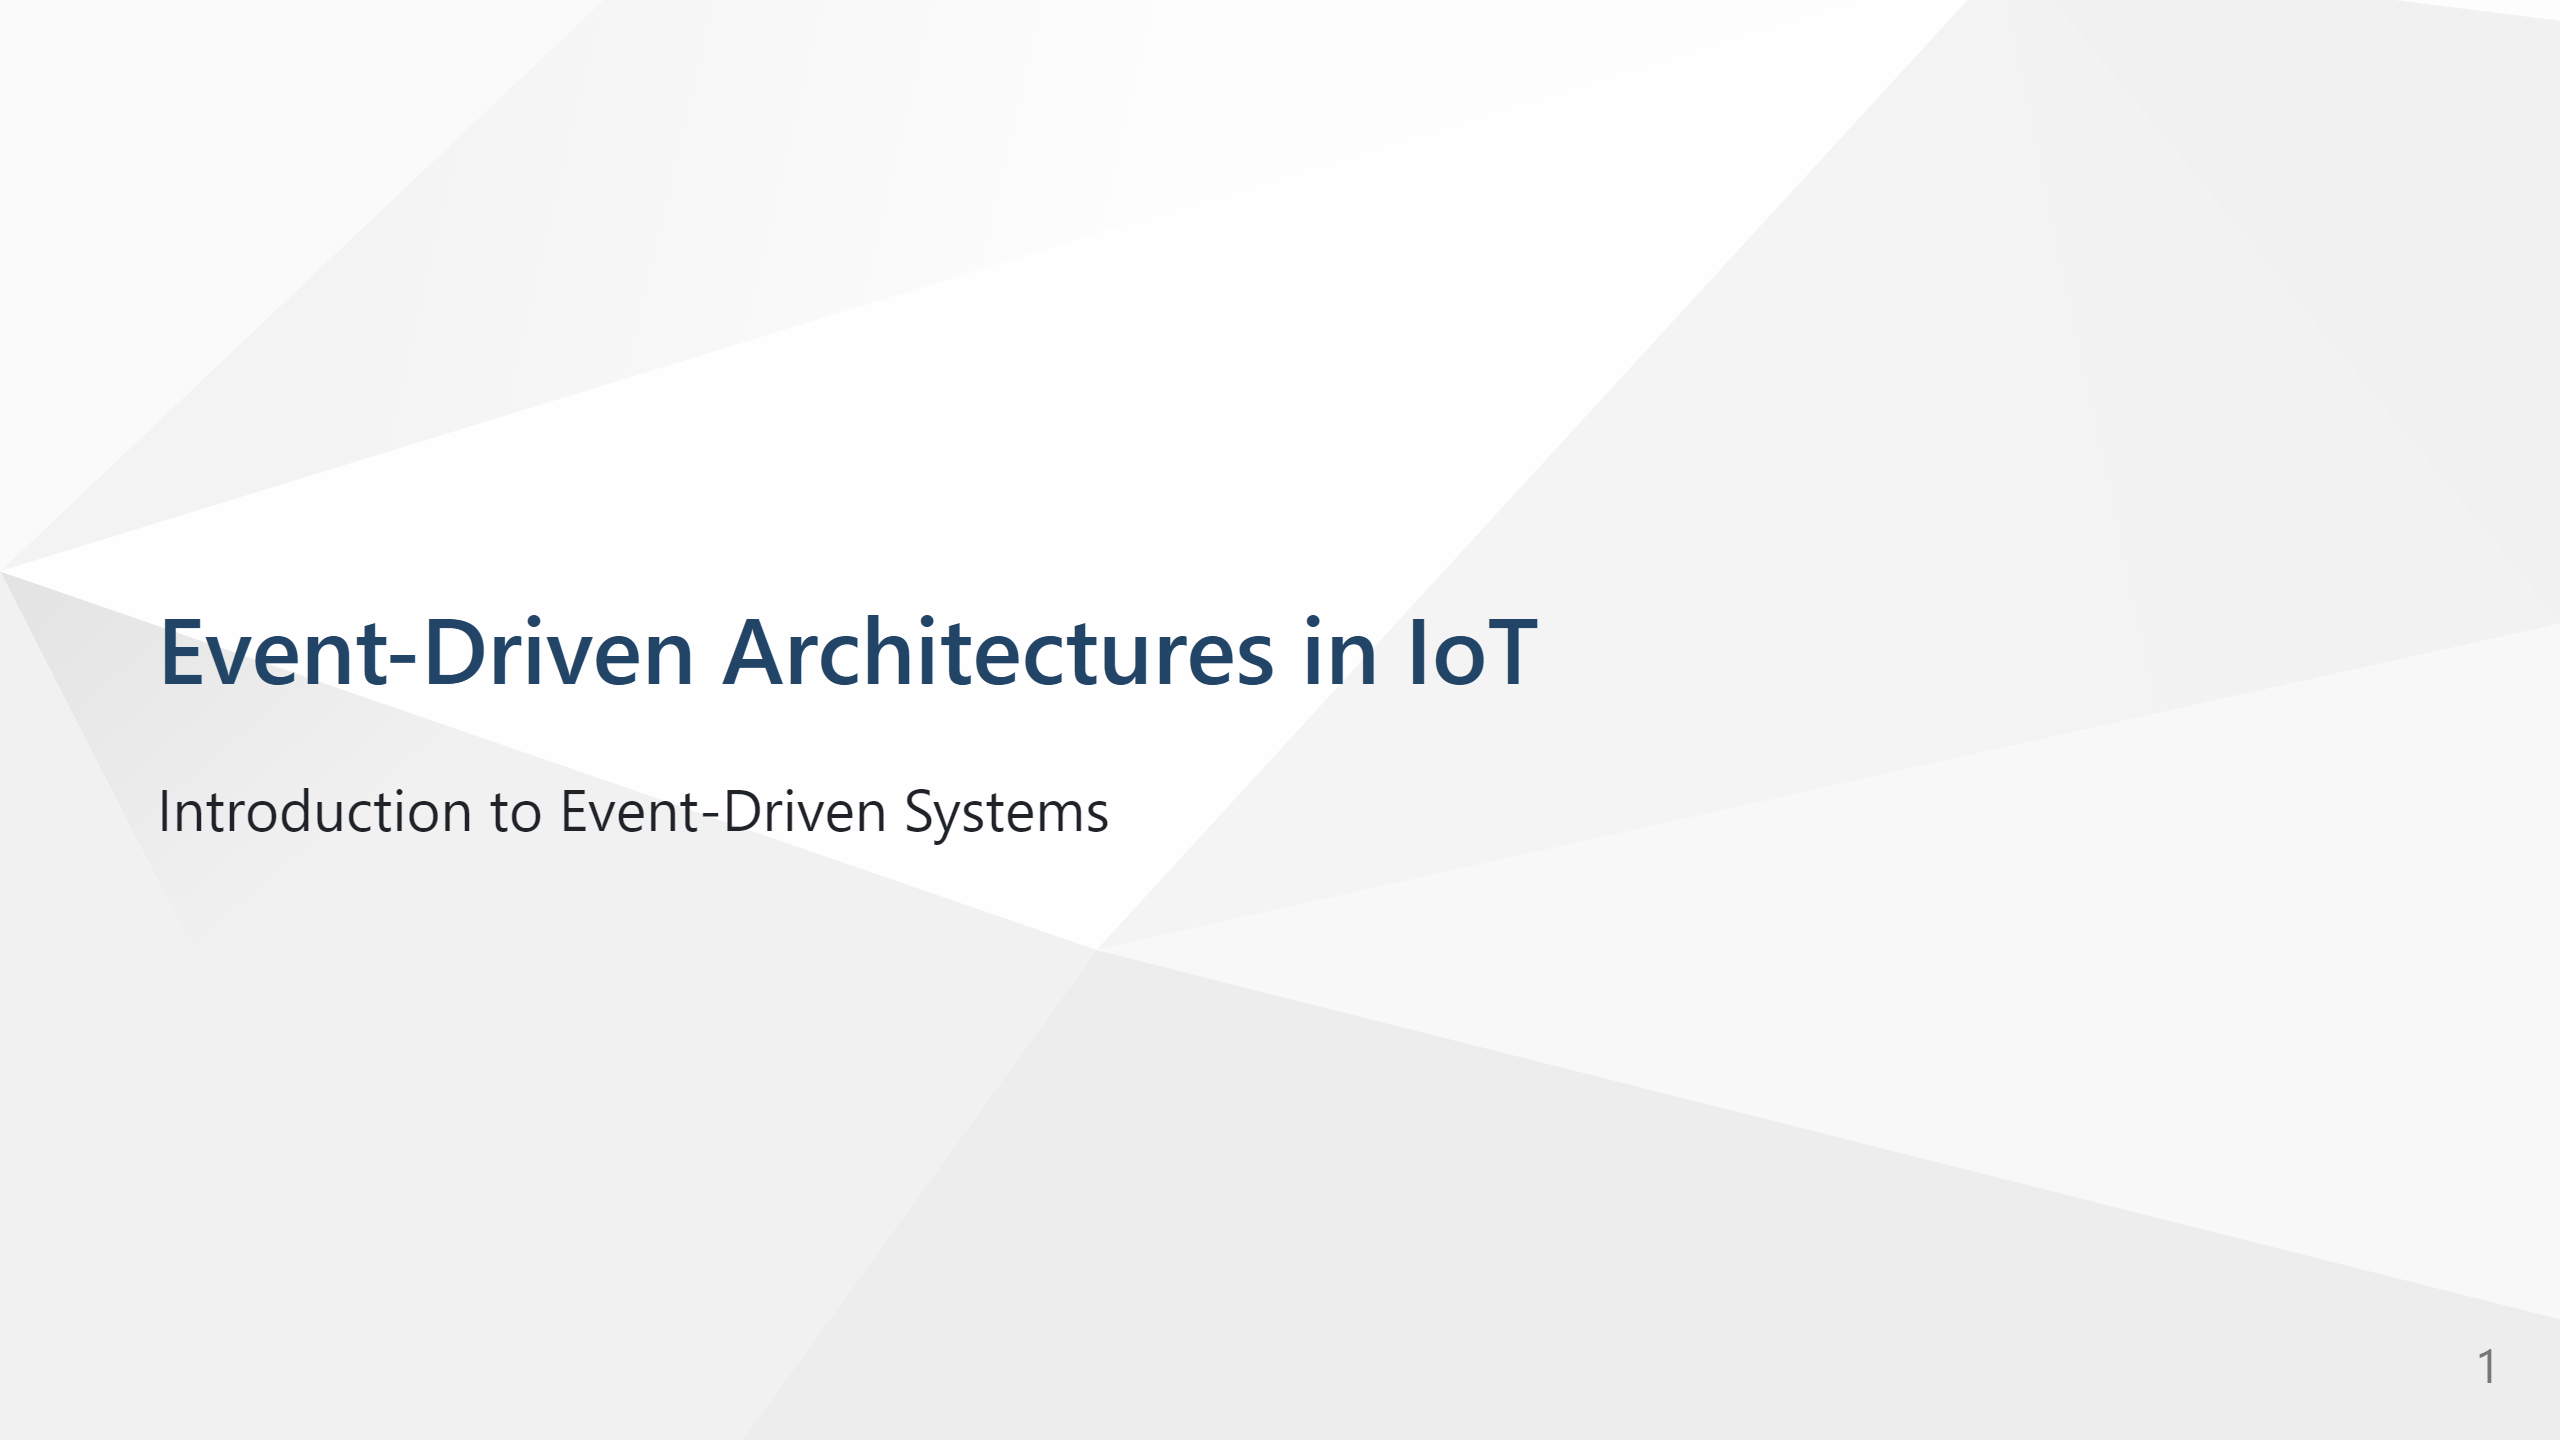 Event-Driven Architectures in IoT
Introduction to Event-Driven Systems
1